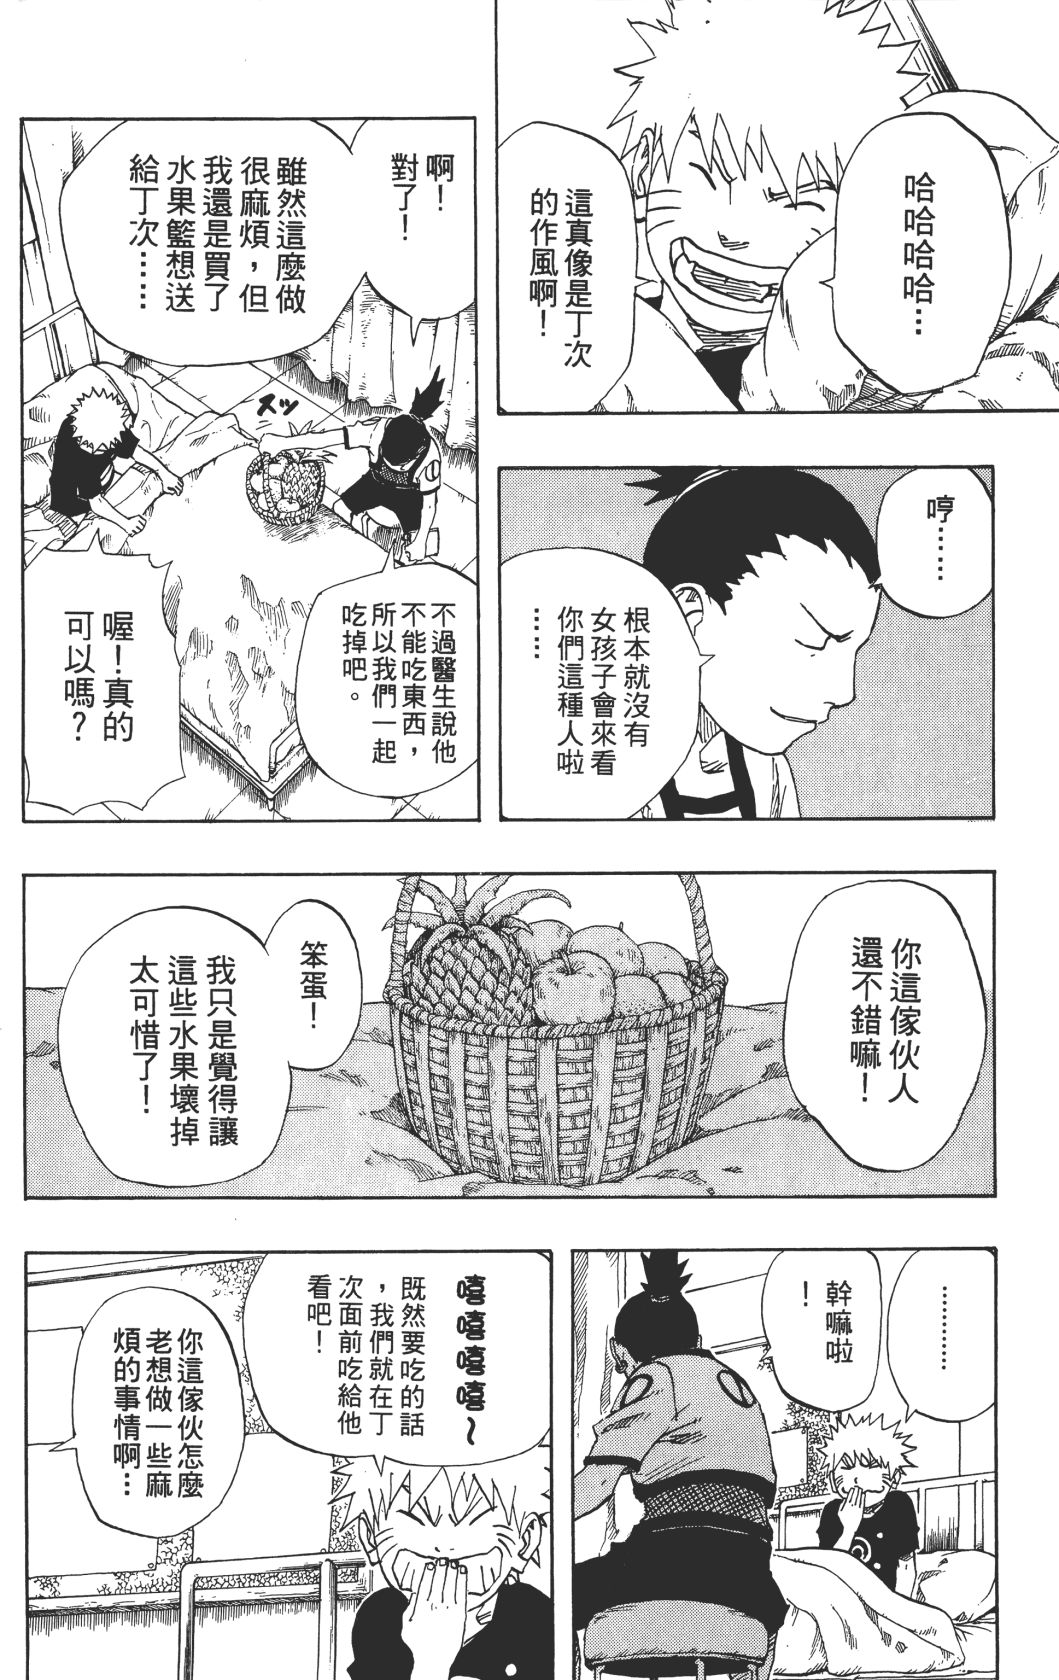 哈哈哈哈…
這真像是丁次
的作風啊！
哼……
根本就沒有
女孩子會來看
你們這種人啦
……
啊！
對了！
雖然這麼做
很麻煩，但
我還是買了
水果籃想送
給丁次……
スッ
不過醫生說他
不能吃東西，
所以我們一起
吃掉吧。
喔！真的
可以嗎？
你這傢伙人
還不錯嘛！
笨蛋！
我只是覺得讓
這些水果壞掉
太可惜了！
………
幹嘛啦
！
嘻嘻嘻嘻～
既然要吃的話
，我們就在丁
次面前吃給他
看吧！
你這傢伙怎麼
老想做一些麻
煩的事情啊…